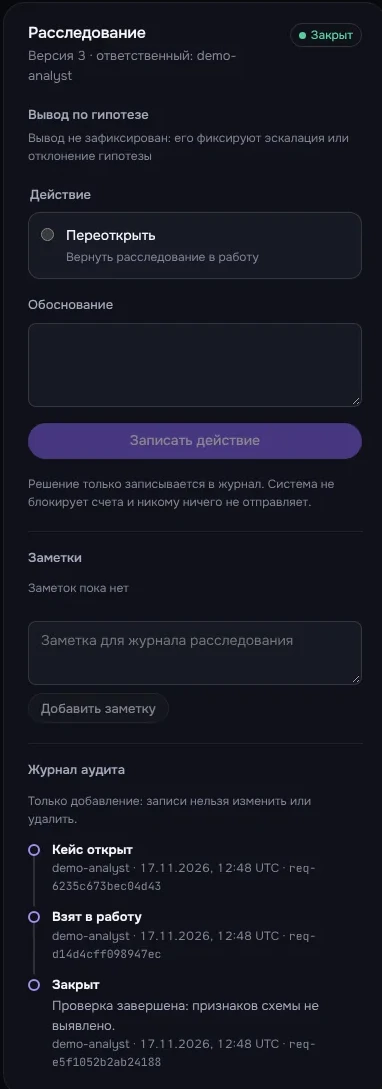 Расследование
Закрыт
Версия 3 · ответственный: demo-
analyst
Вывод по гипотезе
Вывод не зафиксирован: его фиксируют эскалация или
отклонение гипотезы
Действие
Переоткрыть
Вернуть расследование в работу
Обоснование
Записать действие
Решение только записывается в журнал. Система не
блокирует счета и никому ничего не отправляет.
Заметки
Заметок пока нет
Заметка для журнала расследования
Добавить заметку
Журнал аудита
Только добавление: записи нельзя изменить или
удалить.
Кейс открыт
demo-analyst · 17.11.2026, 12:48 UTC · req-
6235c673bec04d43
Взят в работу
demo-analyst · 17.11.2026, 12:48 UTC · req-
d14d4cff098947ec
Закрыт
Проверка завершена: признаков схемы не
выявлено.
demo-analyst · 17.11.2026, 12:48 UTC · req-
e5f1052b2ab24188